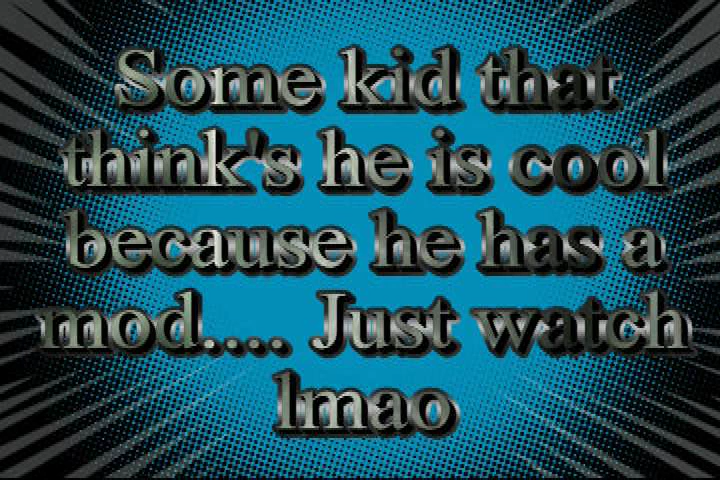 Some kid that
think's he is cool
because he has a
mod.... Just watch
lmao